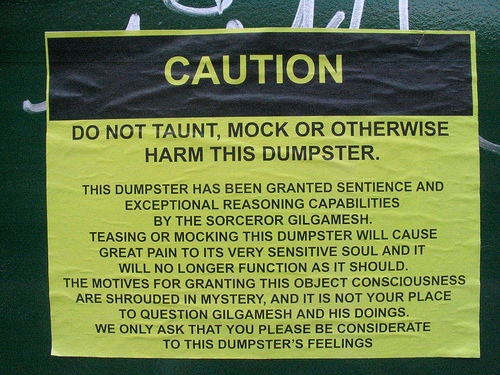 CAUTION
DO NOT TAUNT, MOCK OR OTHERWISE
HARM THIS DUMPSTER.
THIS DUMPSTER HAS BEEN GRANTED SENTIENCE AND
EXCEPTIONAL REASONING CAPABILITIES
BY THE SORCEROR GILGAMESH.
TEASING OR MOCKING THIS DUMPSTER WILL CAUSE
GREAT PAIN TO ITS VERY SENSITIVE SOUL AND IT
WILL NO LONGER FUNCTION AS IT SHOULD.
THE MOTIVES FOR GRANTING THIS OBJECT CONSCIOUSNESS
ARE SHROUDED IN MYSTERY, AND IT IS NOT YOUR PLACE
TO QUESTION GILGAMESH AND HIS DOINGS.
WE ONLY ASK THAT YOU PLEASE BE CONSIDERATE
TO THIS DUMPSTER'S FEELINGS